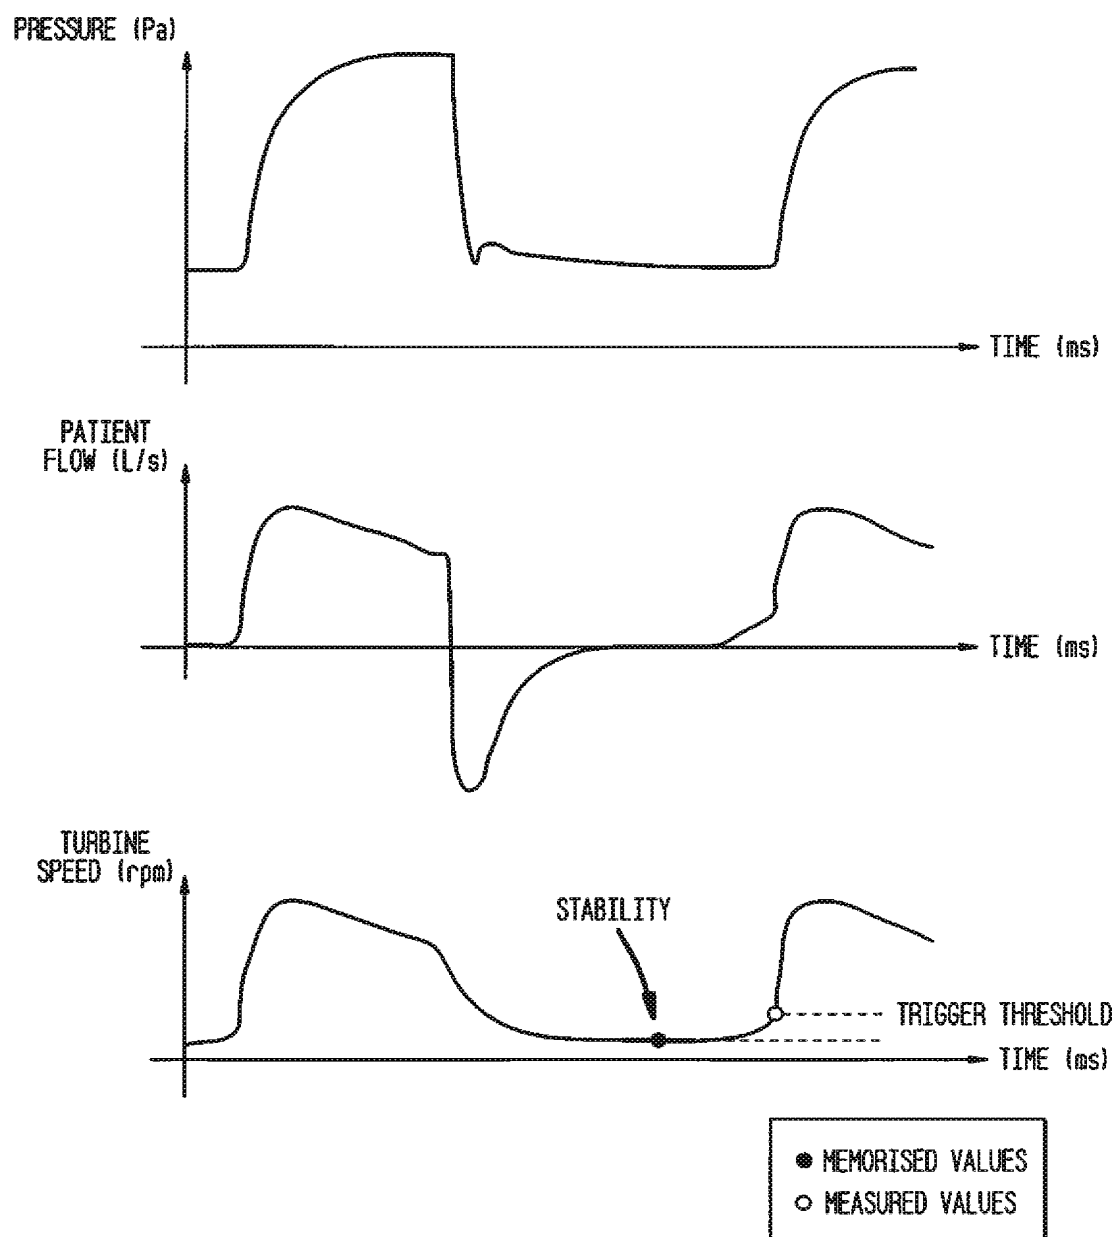 PRESSURE (Pa)
TIME (ms)
PATIENT
FLOW (L/s)
TIME (ms)
TURBINE
SPEED (rpm)
STABILITY
TRIGGER THRESHOLD
TIME (ms)
MEMORISED VALUES
MEASURED VALUES